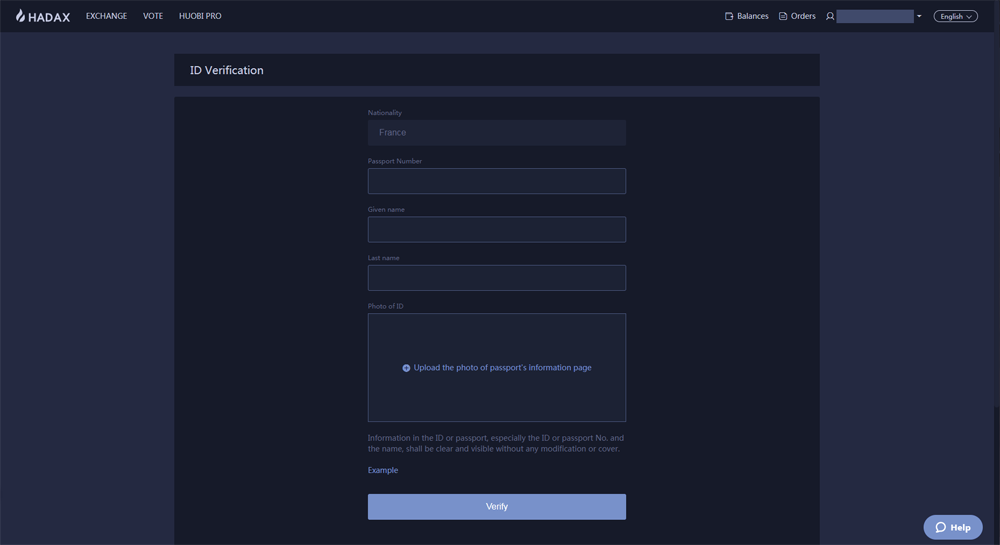 HADAX EXCHANGE VOTE HUOBI PRO Balances Orders English
ID Verification
Nationality
France
Passport Number
Given name
Last name
Photo of ID
Upload the photo of passport's information page
Information in the ID or passport, especially the ID or passport No. and
the name, shall be clear and visible without any modification or cover.
Example
Verify
Help